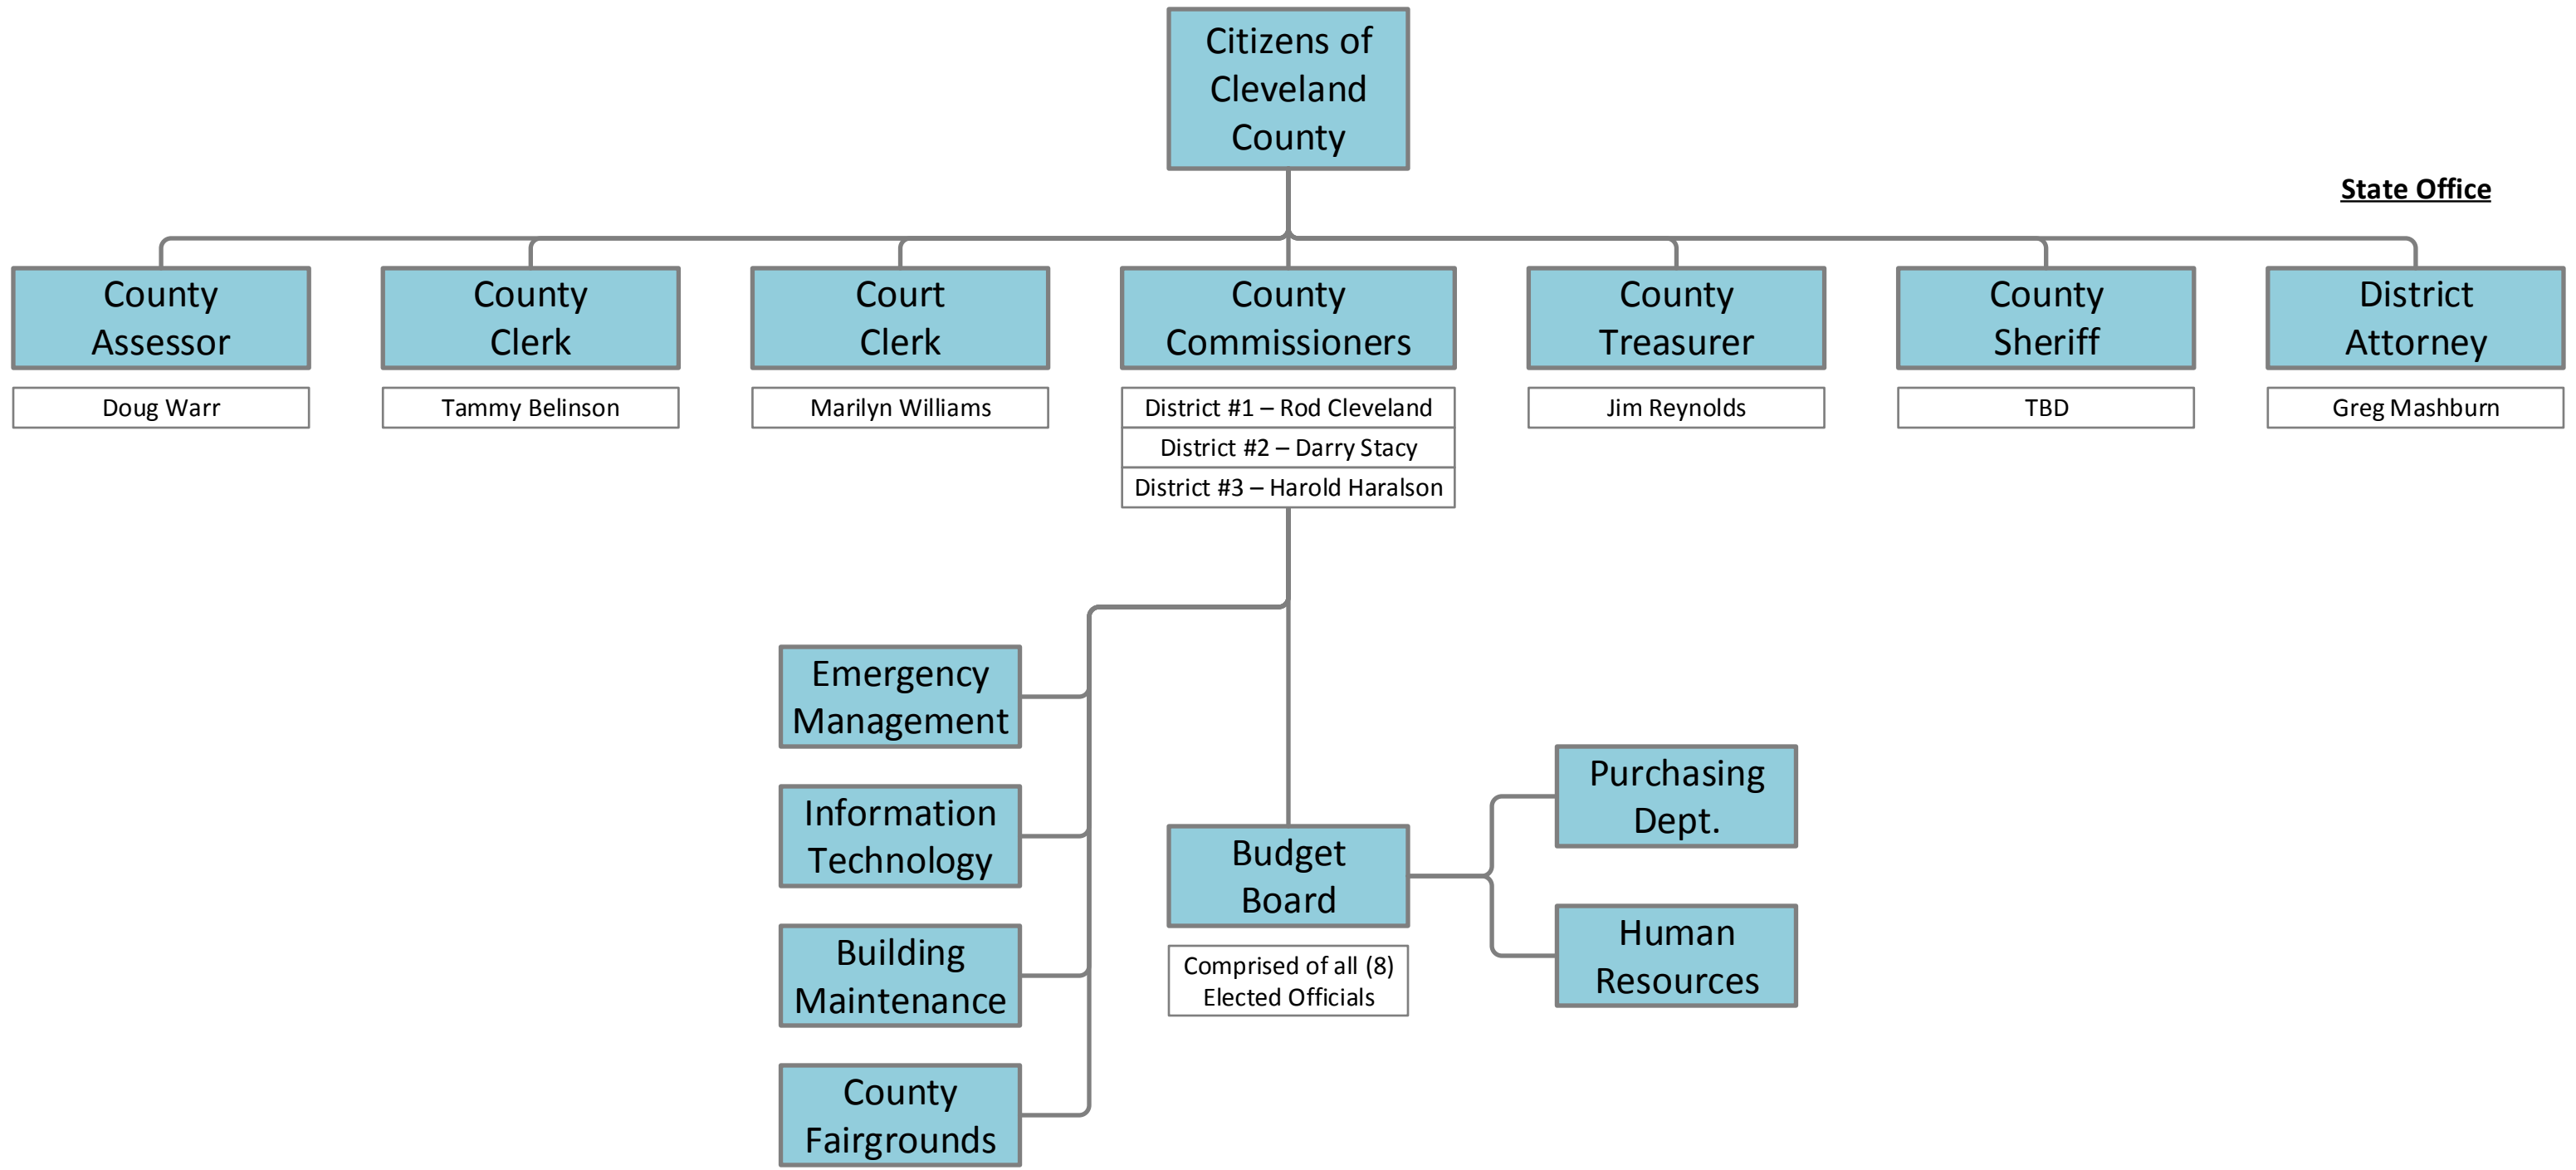 Citizens of
Cleveland
County
State Office
County
Assessor
County
Clerk
Court
Clerk
County
Commissioners
County
Treasurer
County
Sheriff
District
Attorney
Doug Warr
Tammy Belinson
Marilyn Williams
District #1 – Rod Cleveland
District #2 – Darry Stacy
District #3 – Harold Haralson
Jim Reynolds
TBD
Greg Mashburn
Emergency
Management
Information
Technology
Building
Maintenance
County
Fairgrounds
Budget
Board
Comprised of all (8)
Elected Officials
Purchasing
Dept.
Human
Resources